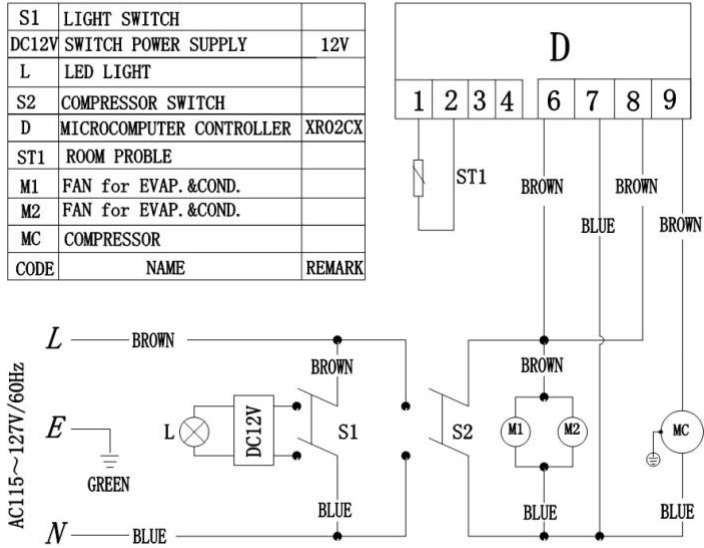 S1 LIGHT SWITCH
DC12V SWITCH POWER SUPPLY 12V
L LED LIGHT
S2 COMPRESSOR SWITCH
D MICROCOMPUTER CONTROLLER XR02CX
ST1 ROOM PROBLE
M1 FAN for EVAP.&COND.
M2 FAN for EVAP.&COND.
MC COMPRESSOR
CODE NAME REMARK
D
1 2 3 4 6 7 8 9
ST1
BROWN BROWN
BLUE BROWN
L BROWN
BROWN BROWN
AC115~127V/60Hz
E
GREEN
L DC12V S1 S2 M1 M2 MC
BLUE BLUE BLUE
N BLUE